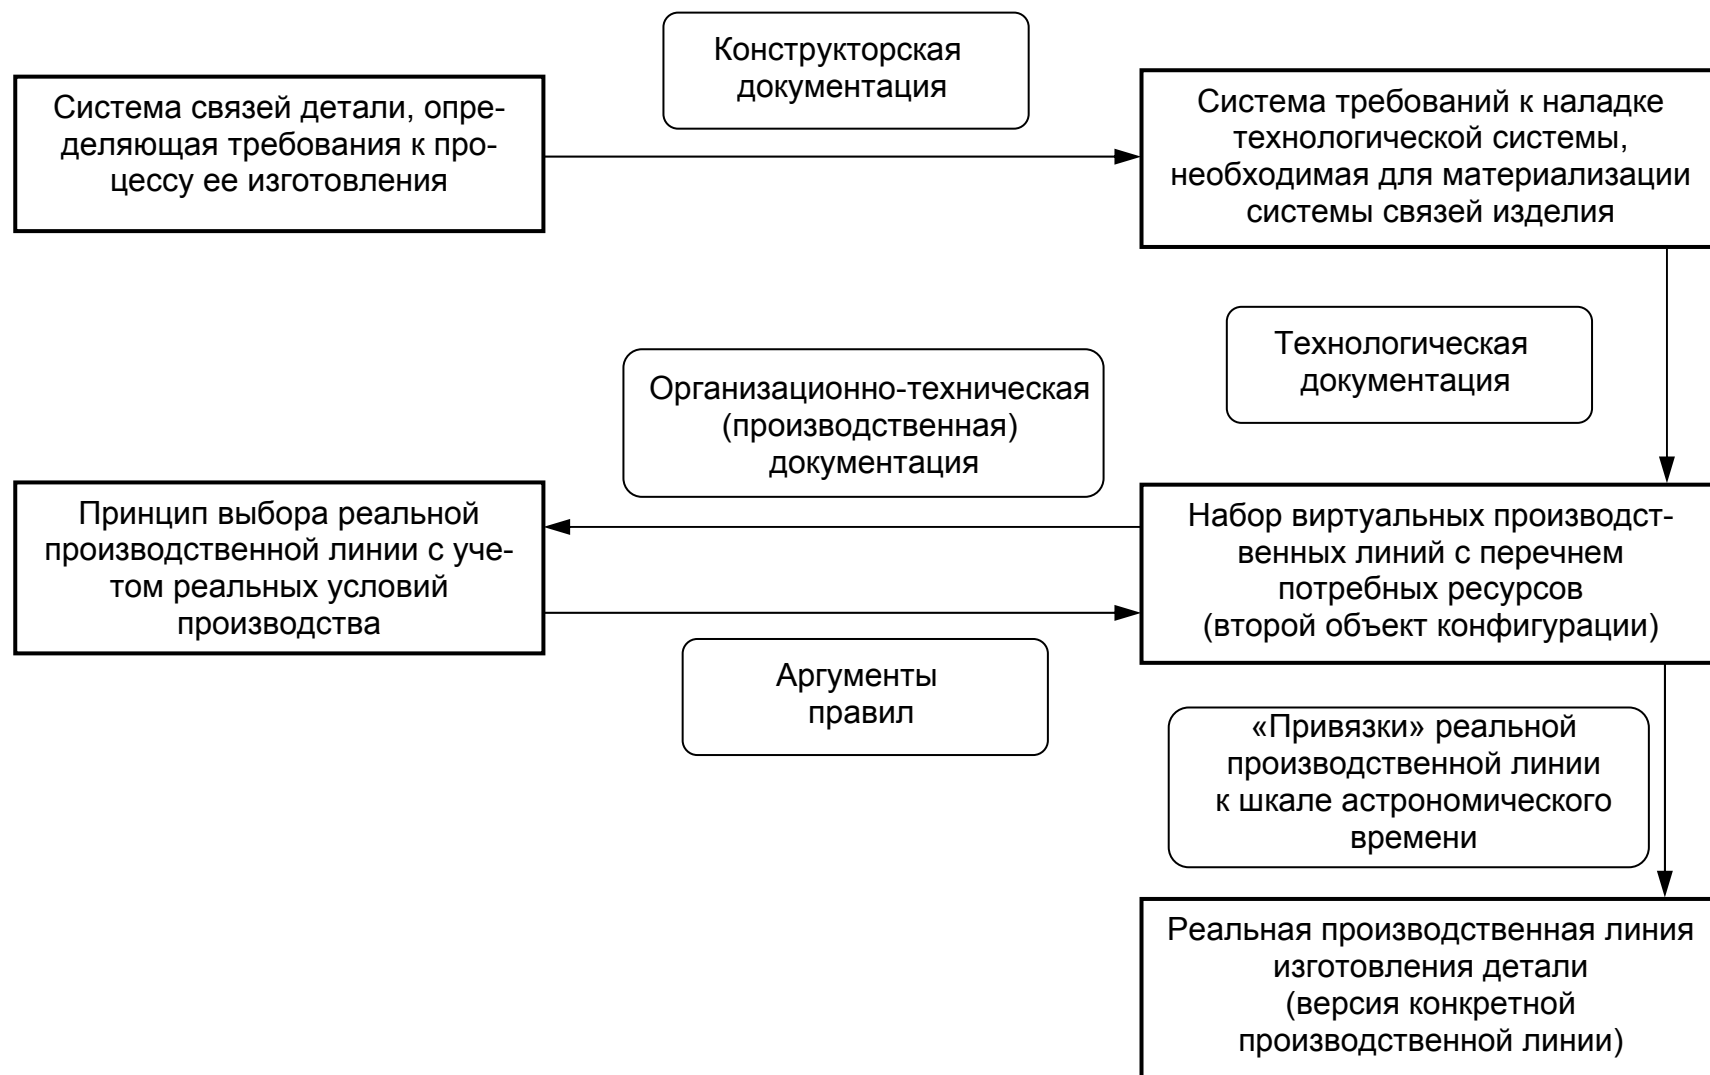 Конструкторская
документация
Система связей детали, опре-
деляющая требования к про-
цессу ее изготовления
Система требований к наладке
технологической системы,
необходимая для материализации
системы связей изделия
Технологическая
документация
Организационно-техническая
(производственная)
документация
Принцип выбора реальной
производственной линии с уче-
том реальных условий
производства
Набор виртуальных производст-
венных линий с перечнем
потребных ресурсов
(второй объект конфигурации)
Аргументы
правил
«Привязки» реальной
производственной линии
к шкале астрономического
времени
Реальная производственная линия
изготовления детали
(версия конкретной
производственной линии)